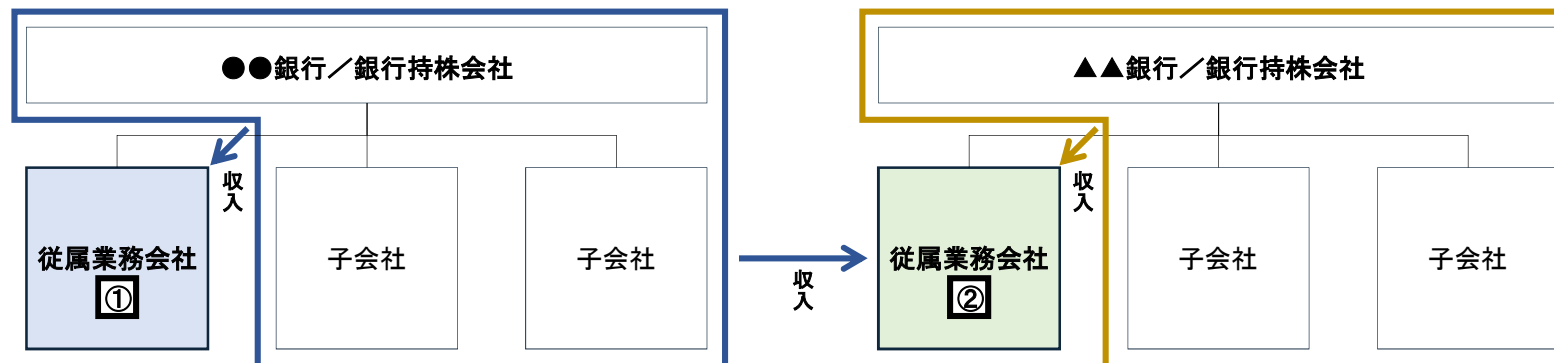 ●●銀行／銀行持株会社
▲▲銀行／銀行持株会社
収入
収入
従属業務会社
①
子会社
子会社
収入
従属業務会社
②
子会社
子会社